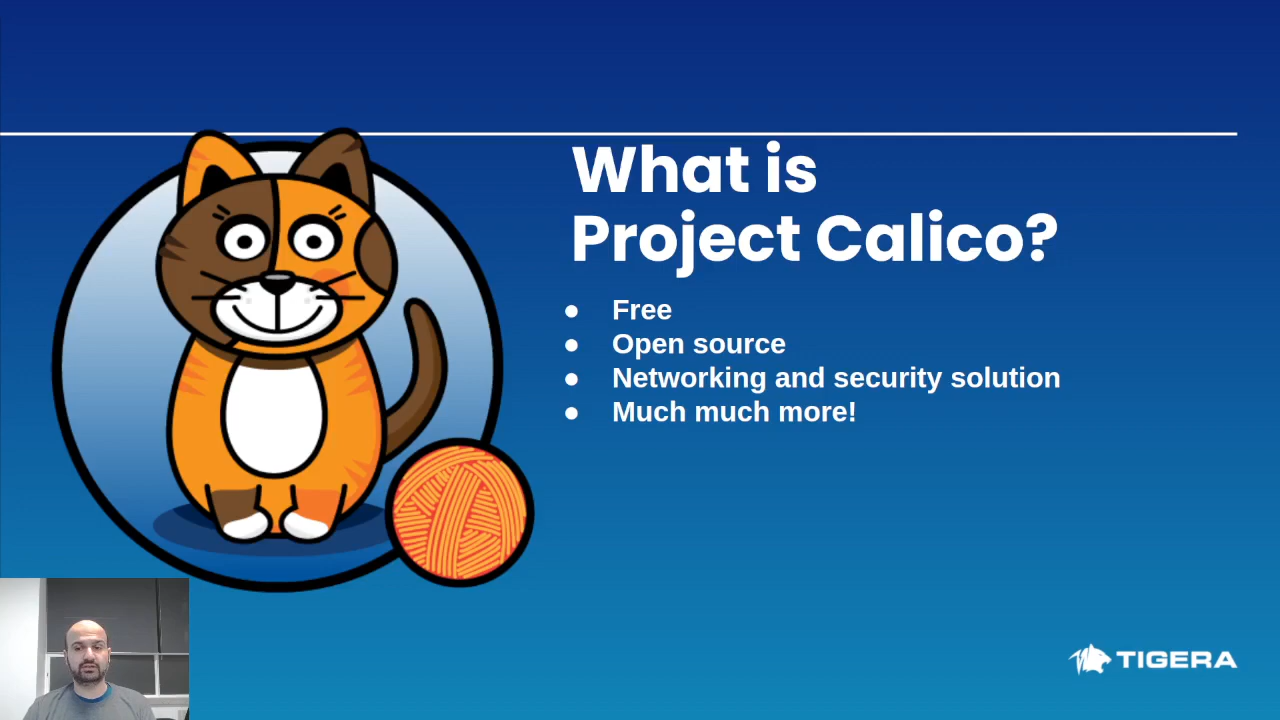 What is
Project Calico?
● Free
● Open source
● Networking and security solution
● Much much more!
TIGERA